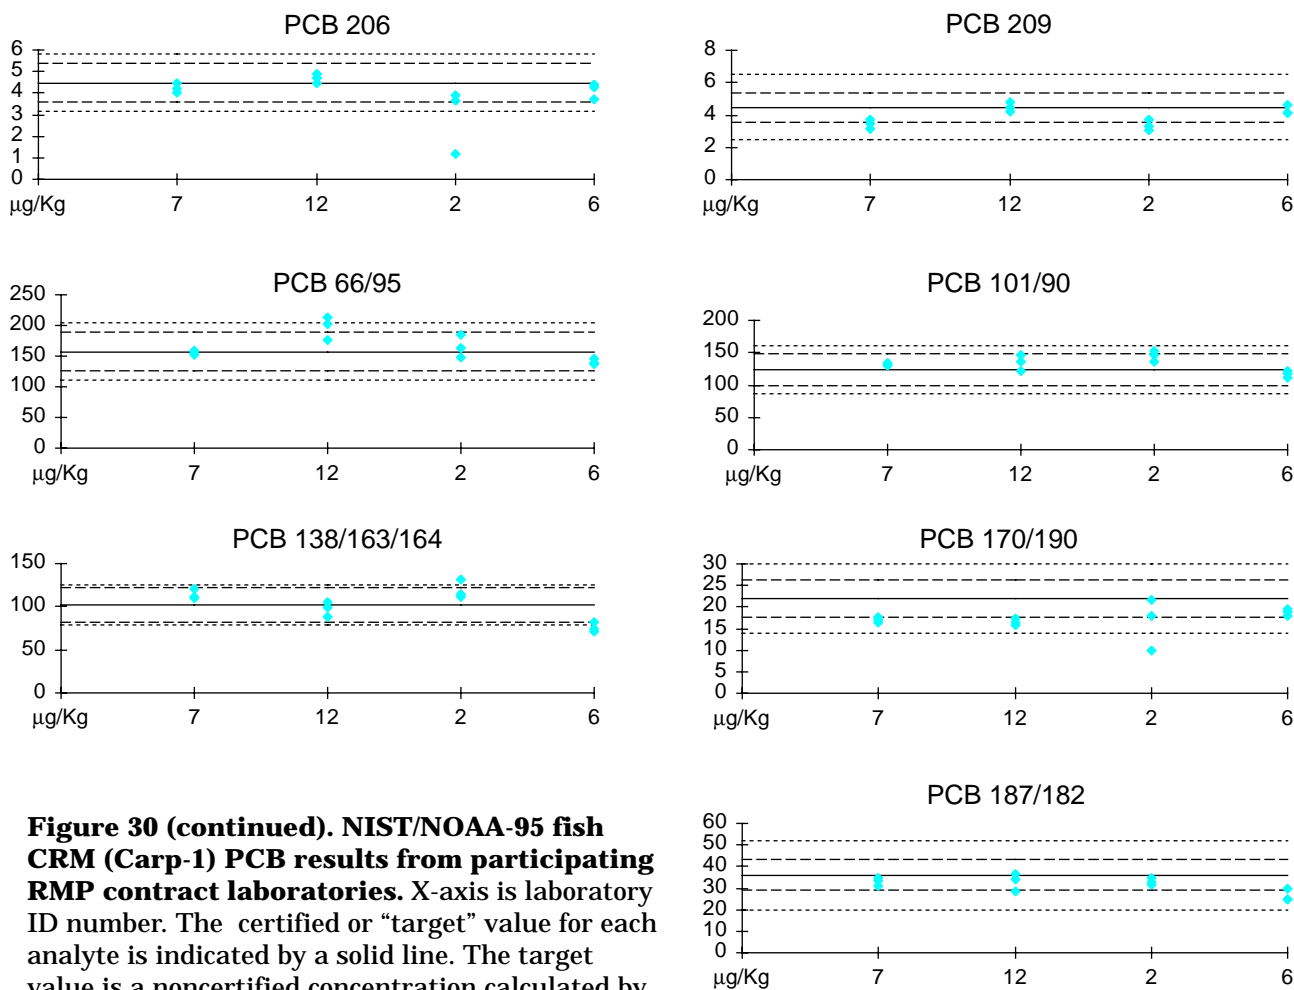 PCB 206
6
5
4
3
2
1
0
µg/Kg 7 12 2 6
PCB 209
8
6
4
2
0
µg/Kg 7 12 2 6
PCB 66/95
250
200
150
100
50
0
µg/Kg 7 12 2 6
PCB 101/90
200
150
100
50
0
µg/Kg 7 12 2 6
PCB 138/163/164
150
100
50
0
µg/Kg 7 12 2 6
PCB 170/190
30
25
20
15
10
5
0
µg/Kg 7 12 2 6
PCB 187/182
60
50
40
30
20
10
0
µg/Kg 7 12 2 6
Figure 30 (continued). NIST/NOAA-95 fish
CRM (Carp-1) PCB results from participating
RMP contract laboratories. X-axis is laboratory
ID number. The certified or “target” value for each
analyte is indicated by a solid line. The target
value is a noncertified concentration calculated by